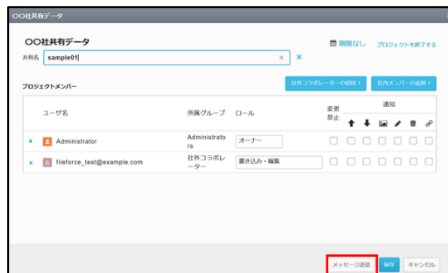 〇〇社共有データ
〇〇社共有データ
期限なし プロジェクトを終了する
共有名 sample01 × ×
プロジェクトメンバー
社外コラボレーターの招待 社内メンバーの追加
ユーザ名 所属グループ ロール 変更禁止 通知
× Administrator Administrators オーナー
× fileforce_test@example.com 社外コラボレーター 書き込み・編集
メッセージ送信 保存 キャンセル